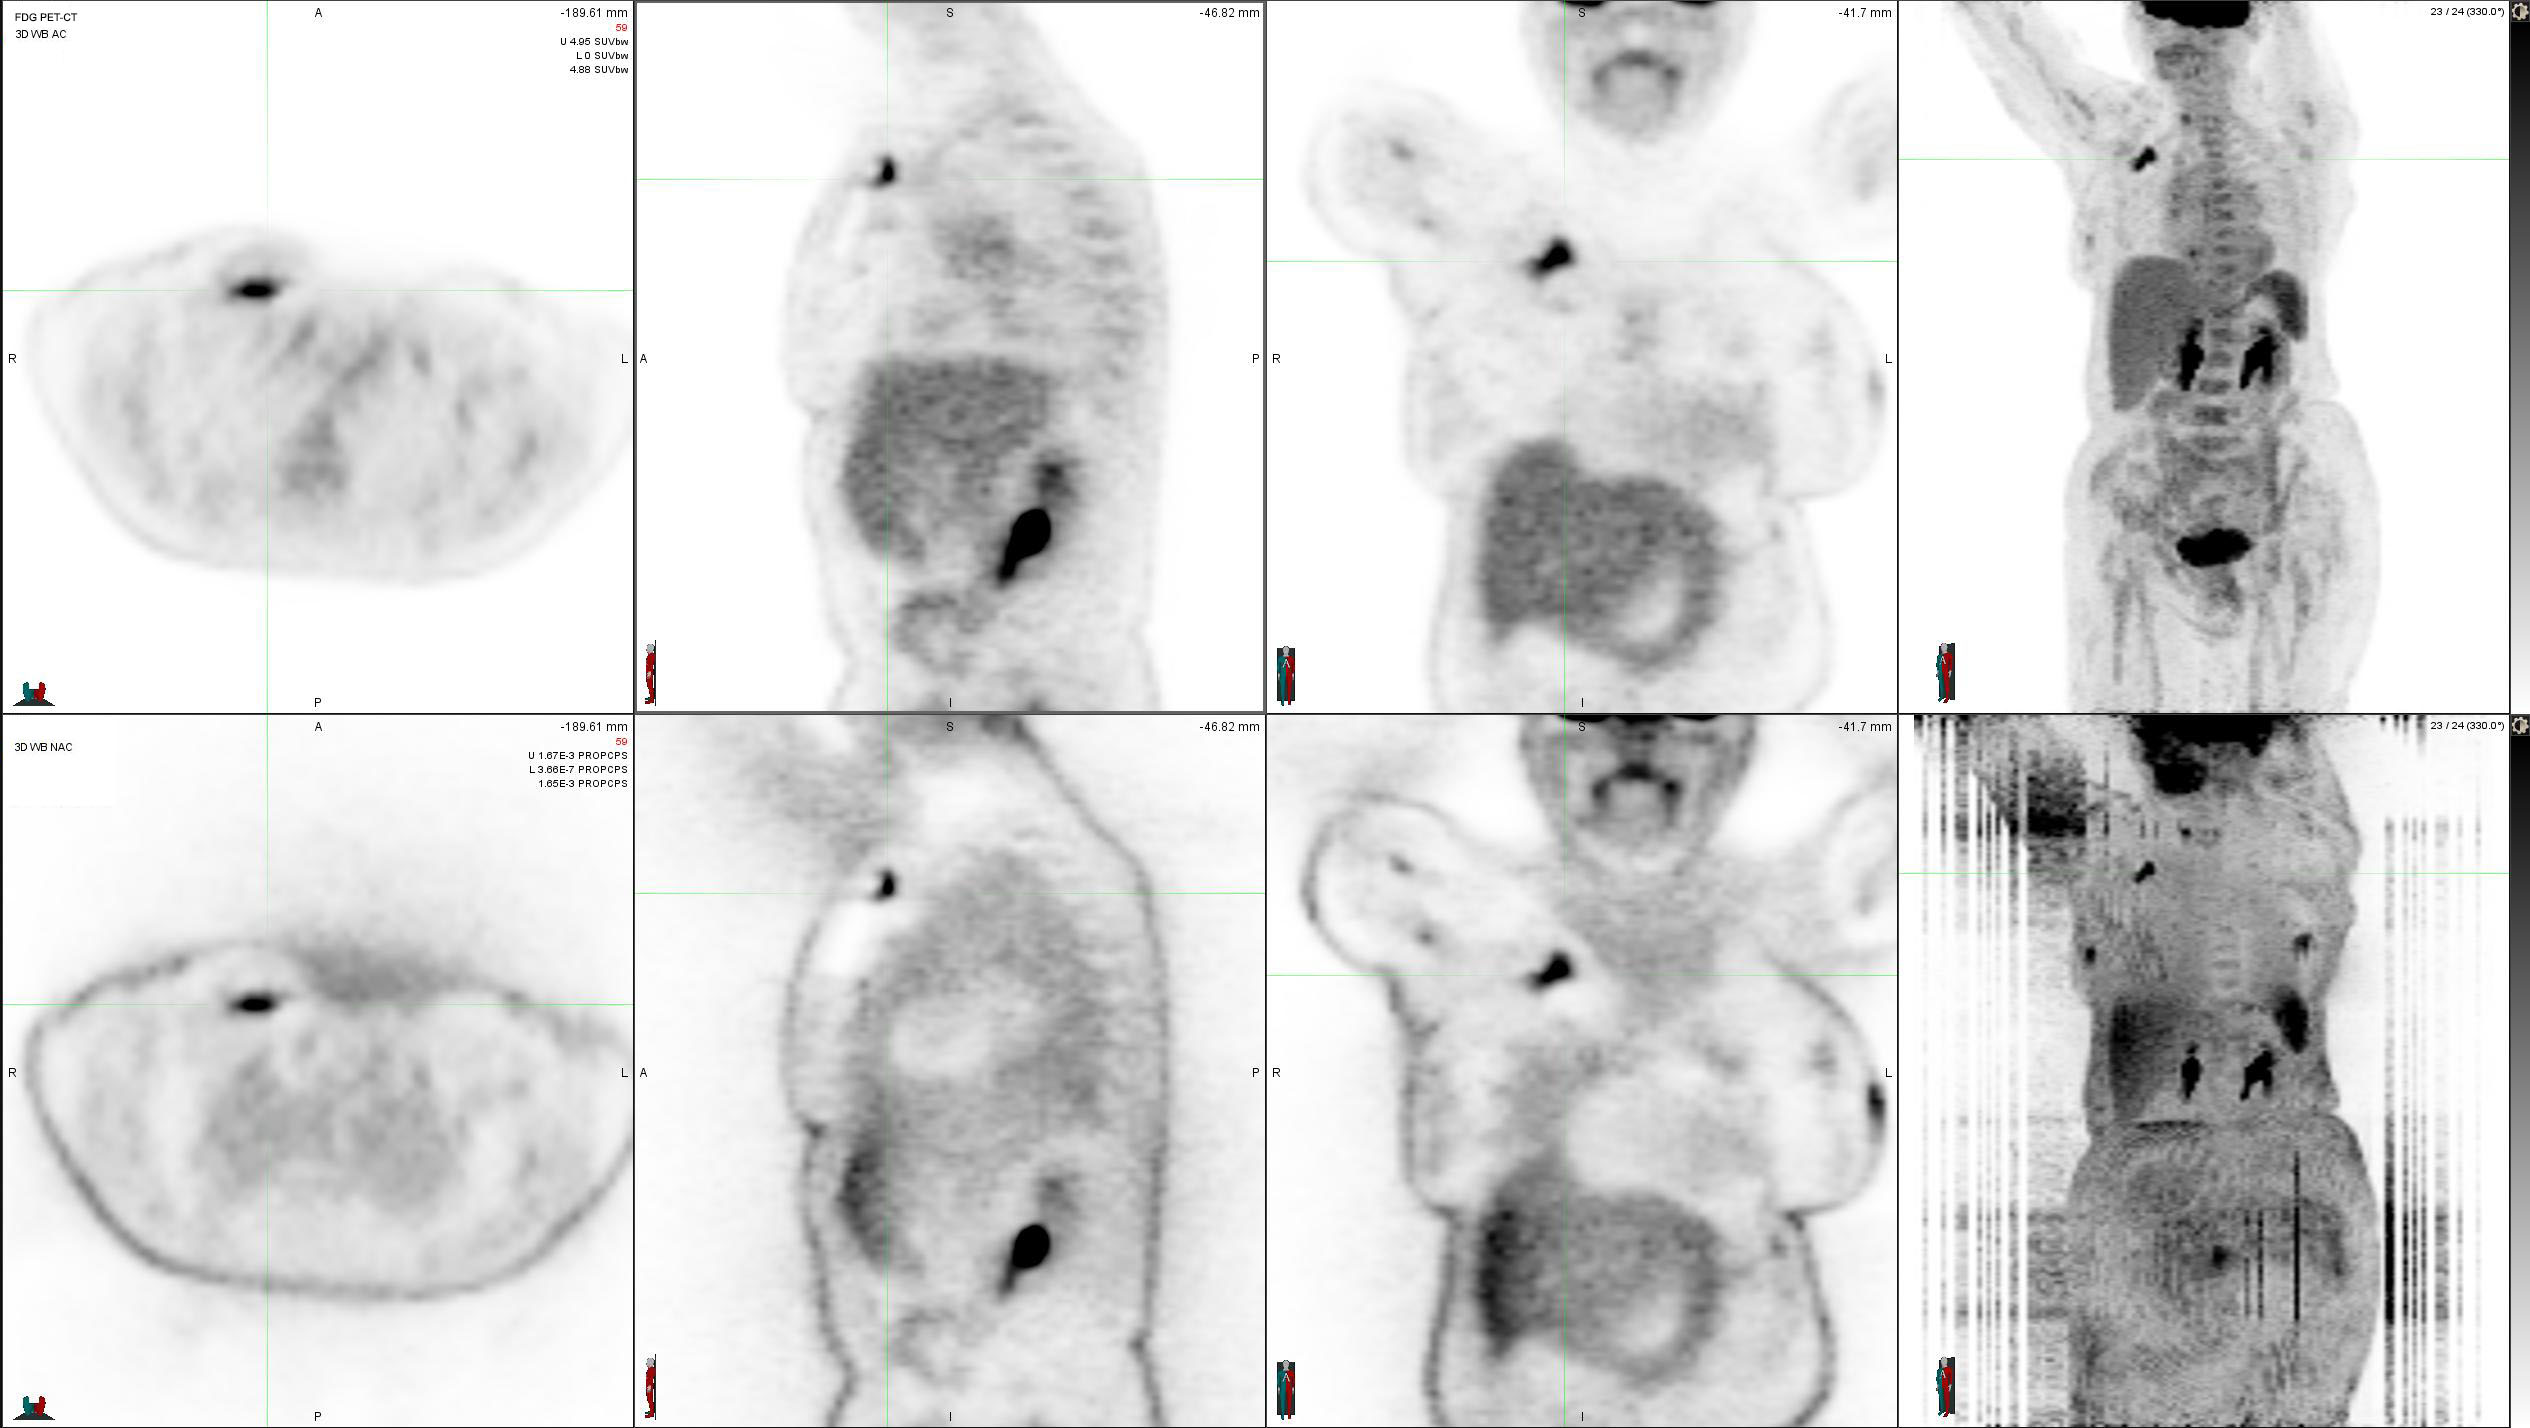 FDG PET-CT
3D WB AC
A
-189.61 mm
59
U 4.95 SUVbw
L 0 SUVbw
4.88 SUVbw
R
L
P
S
-46.82 mm
A
P
I
S
-41.7 mm
R
L
I
23 / 24 (330.0°)
3D WB NAC
A
-189.61 mm
59
U 1.67E-3 PROPCPS
L 3.66E-7 PROPCPS
1.65E-3 PROPCPS
R
L
P
S
-46.82 mm
A
P
I
S
-41.7 mm
R
L
I
23 / 24 (330.0°)